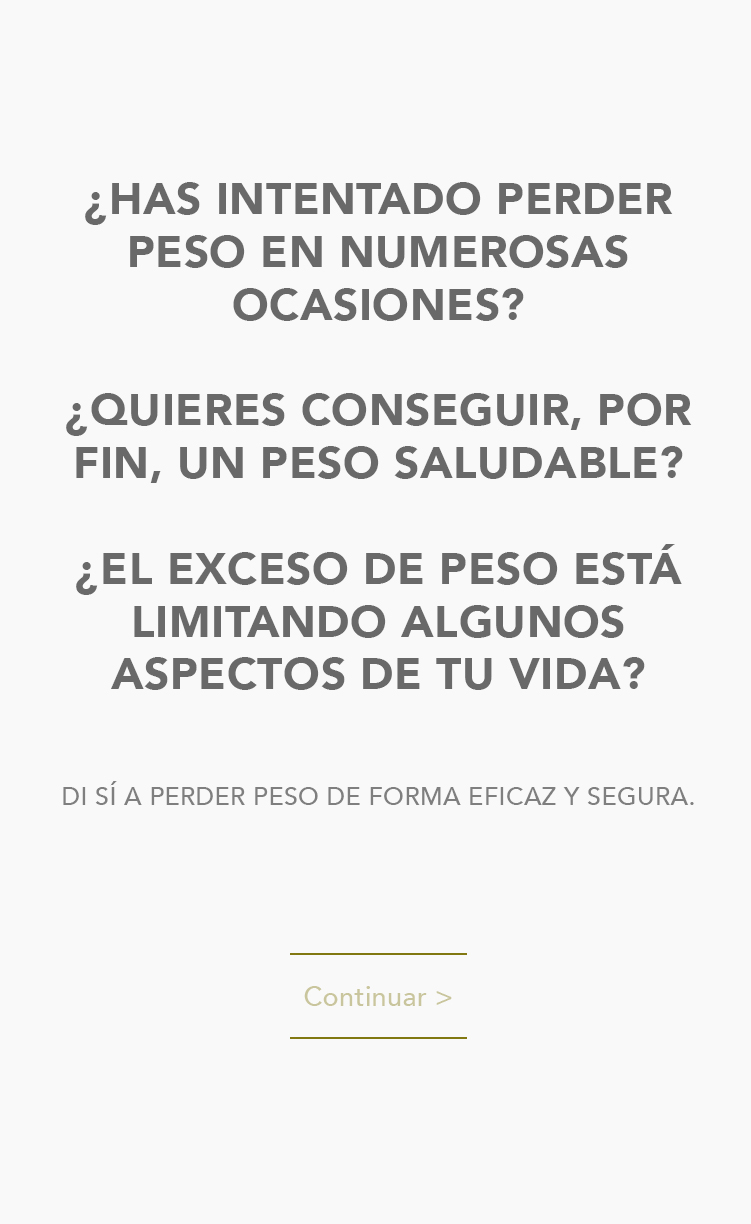 ¿HAS INTENTADO PERDER
PESO EN NUMEROSAS
OCASIONES?
¿QUIERES CONSEGUIR, POR
FIN, UN PESO SALUDABLE?
¿EL EXCESO DE PESO ESTÁ
LIMITANDO ALGUNOS
ASPECTOS DE TU VIDA?
DI SÍ A PERDER PESO DE FORMA EFICAZ Y SEGURA.
Continuar >